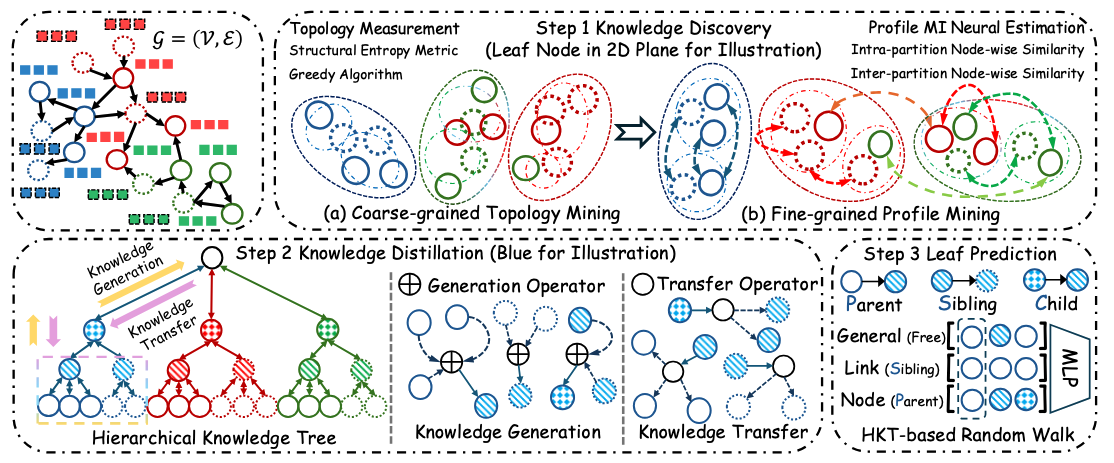 G = (V, E)
Topology Measurement
Structural Entropy Metric
Greedy Algorithm
Step 1 Knowledge Discovery
(Leaf Node in 2D Plane for Illustration)
Profile MI Neural Estimation
Intra-partition Node-wise Similarity
Inter-partition Node-wise Similarity
(a) Coarse-grained Topology Mining
(b) Fine-grained Profile Mining
Step 2 Knowledge Distillation (Blue for Illustration)
Knowledge
Generation
Knowledge
Transfer
Hierarchical Knowledge Tree
Generation Operator
Knowledge Generation
Transfer Operator
Knowledge Transfer
Step 3 Leaf Prediction
Parent
Sibling
Child
General (Free)
Link (Sibling)
Node (Parent)
MLP
HKT-based Random Walk